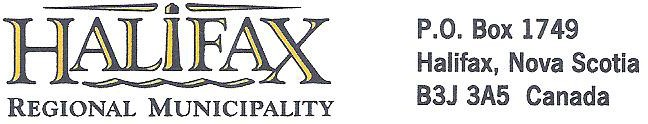 HALIFAX
REGIONAL MUNICIPALITY
P.O. Box 1749
Halifax, Nova Scotia
B3J 3A5 Canada